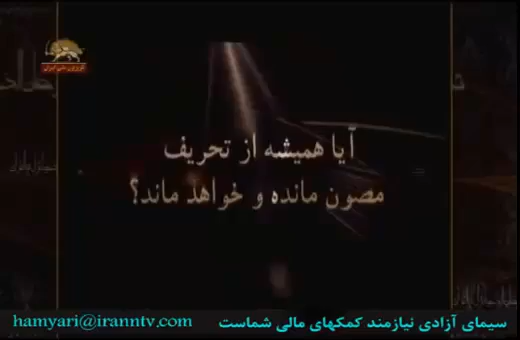 آیا همیشه از تحریف
مصون مانده و خواهد ماند؟
سیمای آزادی نیازمند کمکهای مالی شماست hamyari@iranntv.com